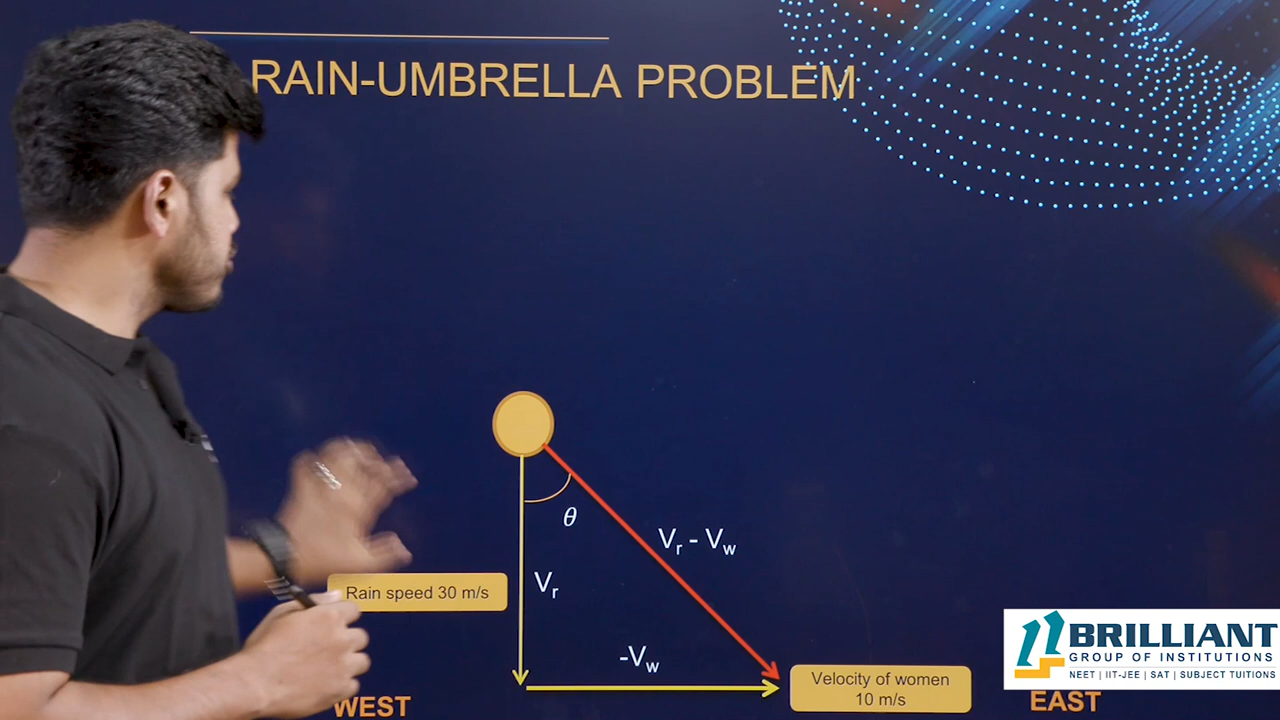 RAIN-UMBRELLA PROBLEM
θ
Vr - Vw
Vr
Rain speed 30 m/s
-Vw
Velocity of women
10 m/s
WEST
EAST
BRILLIANT
GROUP OF INSTITUTIONS
NEET | IIT-JEE | SAT | SUBJECT TUITIONS